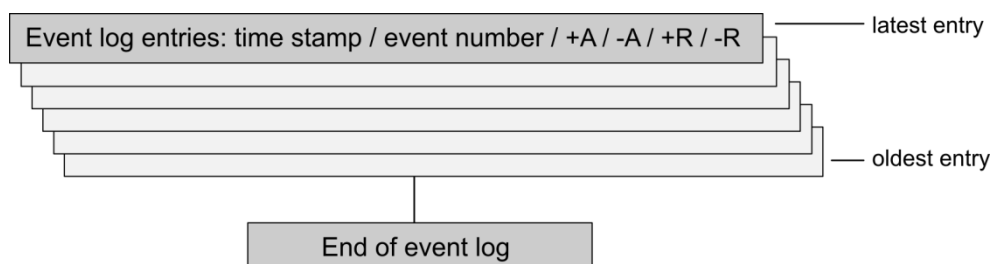 latest entry
Event log entries: time stamp / event number / +A / -A / +R / -R
oldest entry
End of event log